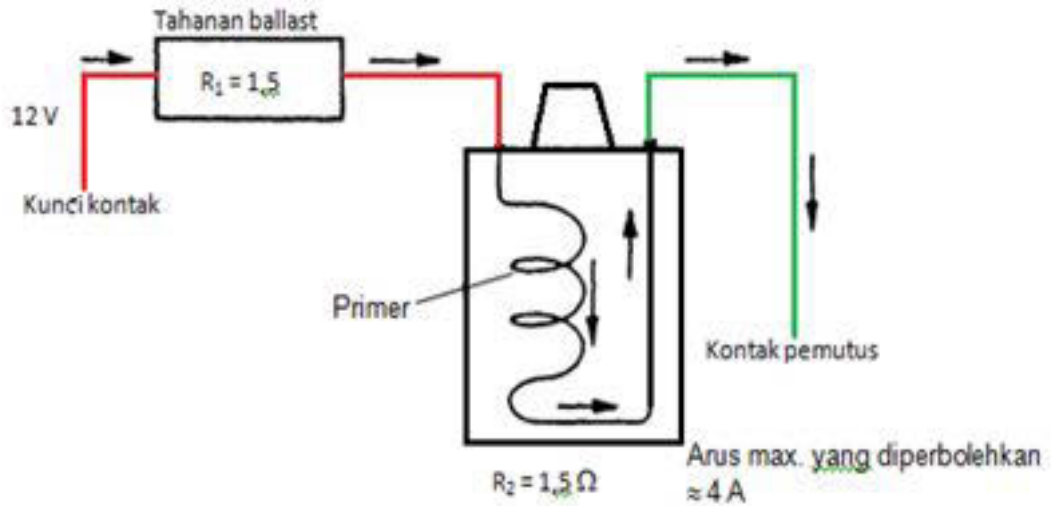 Tahanan ballast
R₁ = 1,5
12 V
Kunci kontak
Primer
Kontak pemutus
R₂ = 1,5 Ω
Arus max. yang diperbolehkan
≈ 4 A